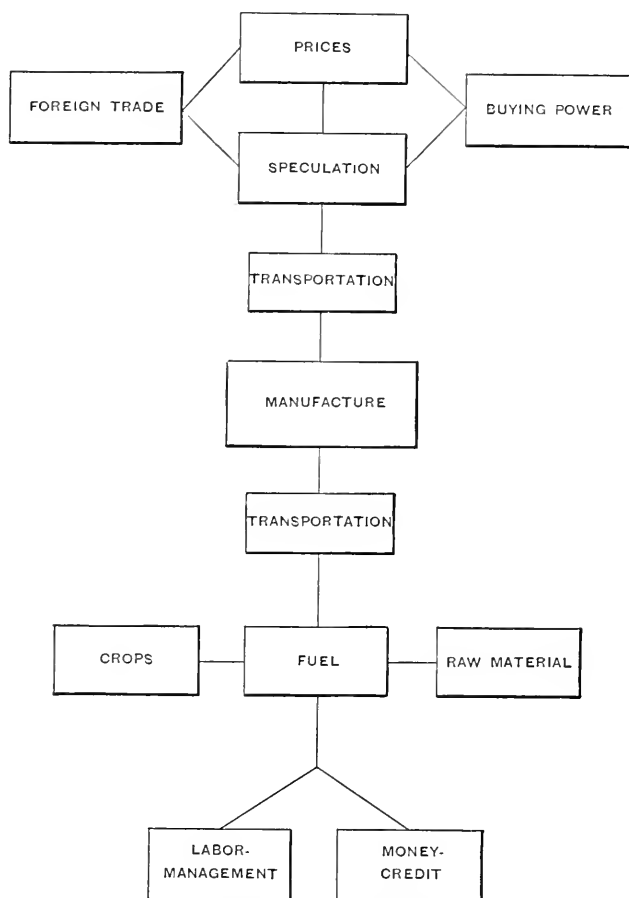 PRICES
FOREIGN TRADE
BUYING POWER
SPECULATION
TRANSPORTATION
MANUFACTURE
TRANSPORTATION
CROPS
FUEL
RAW MATERIAL
LABOR-
MANAGEMENT
MONEY-
CREDIT